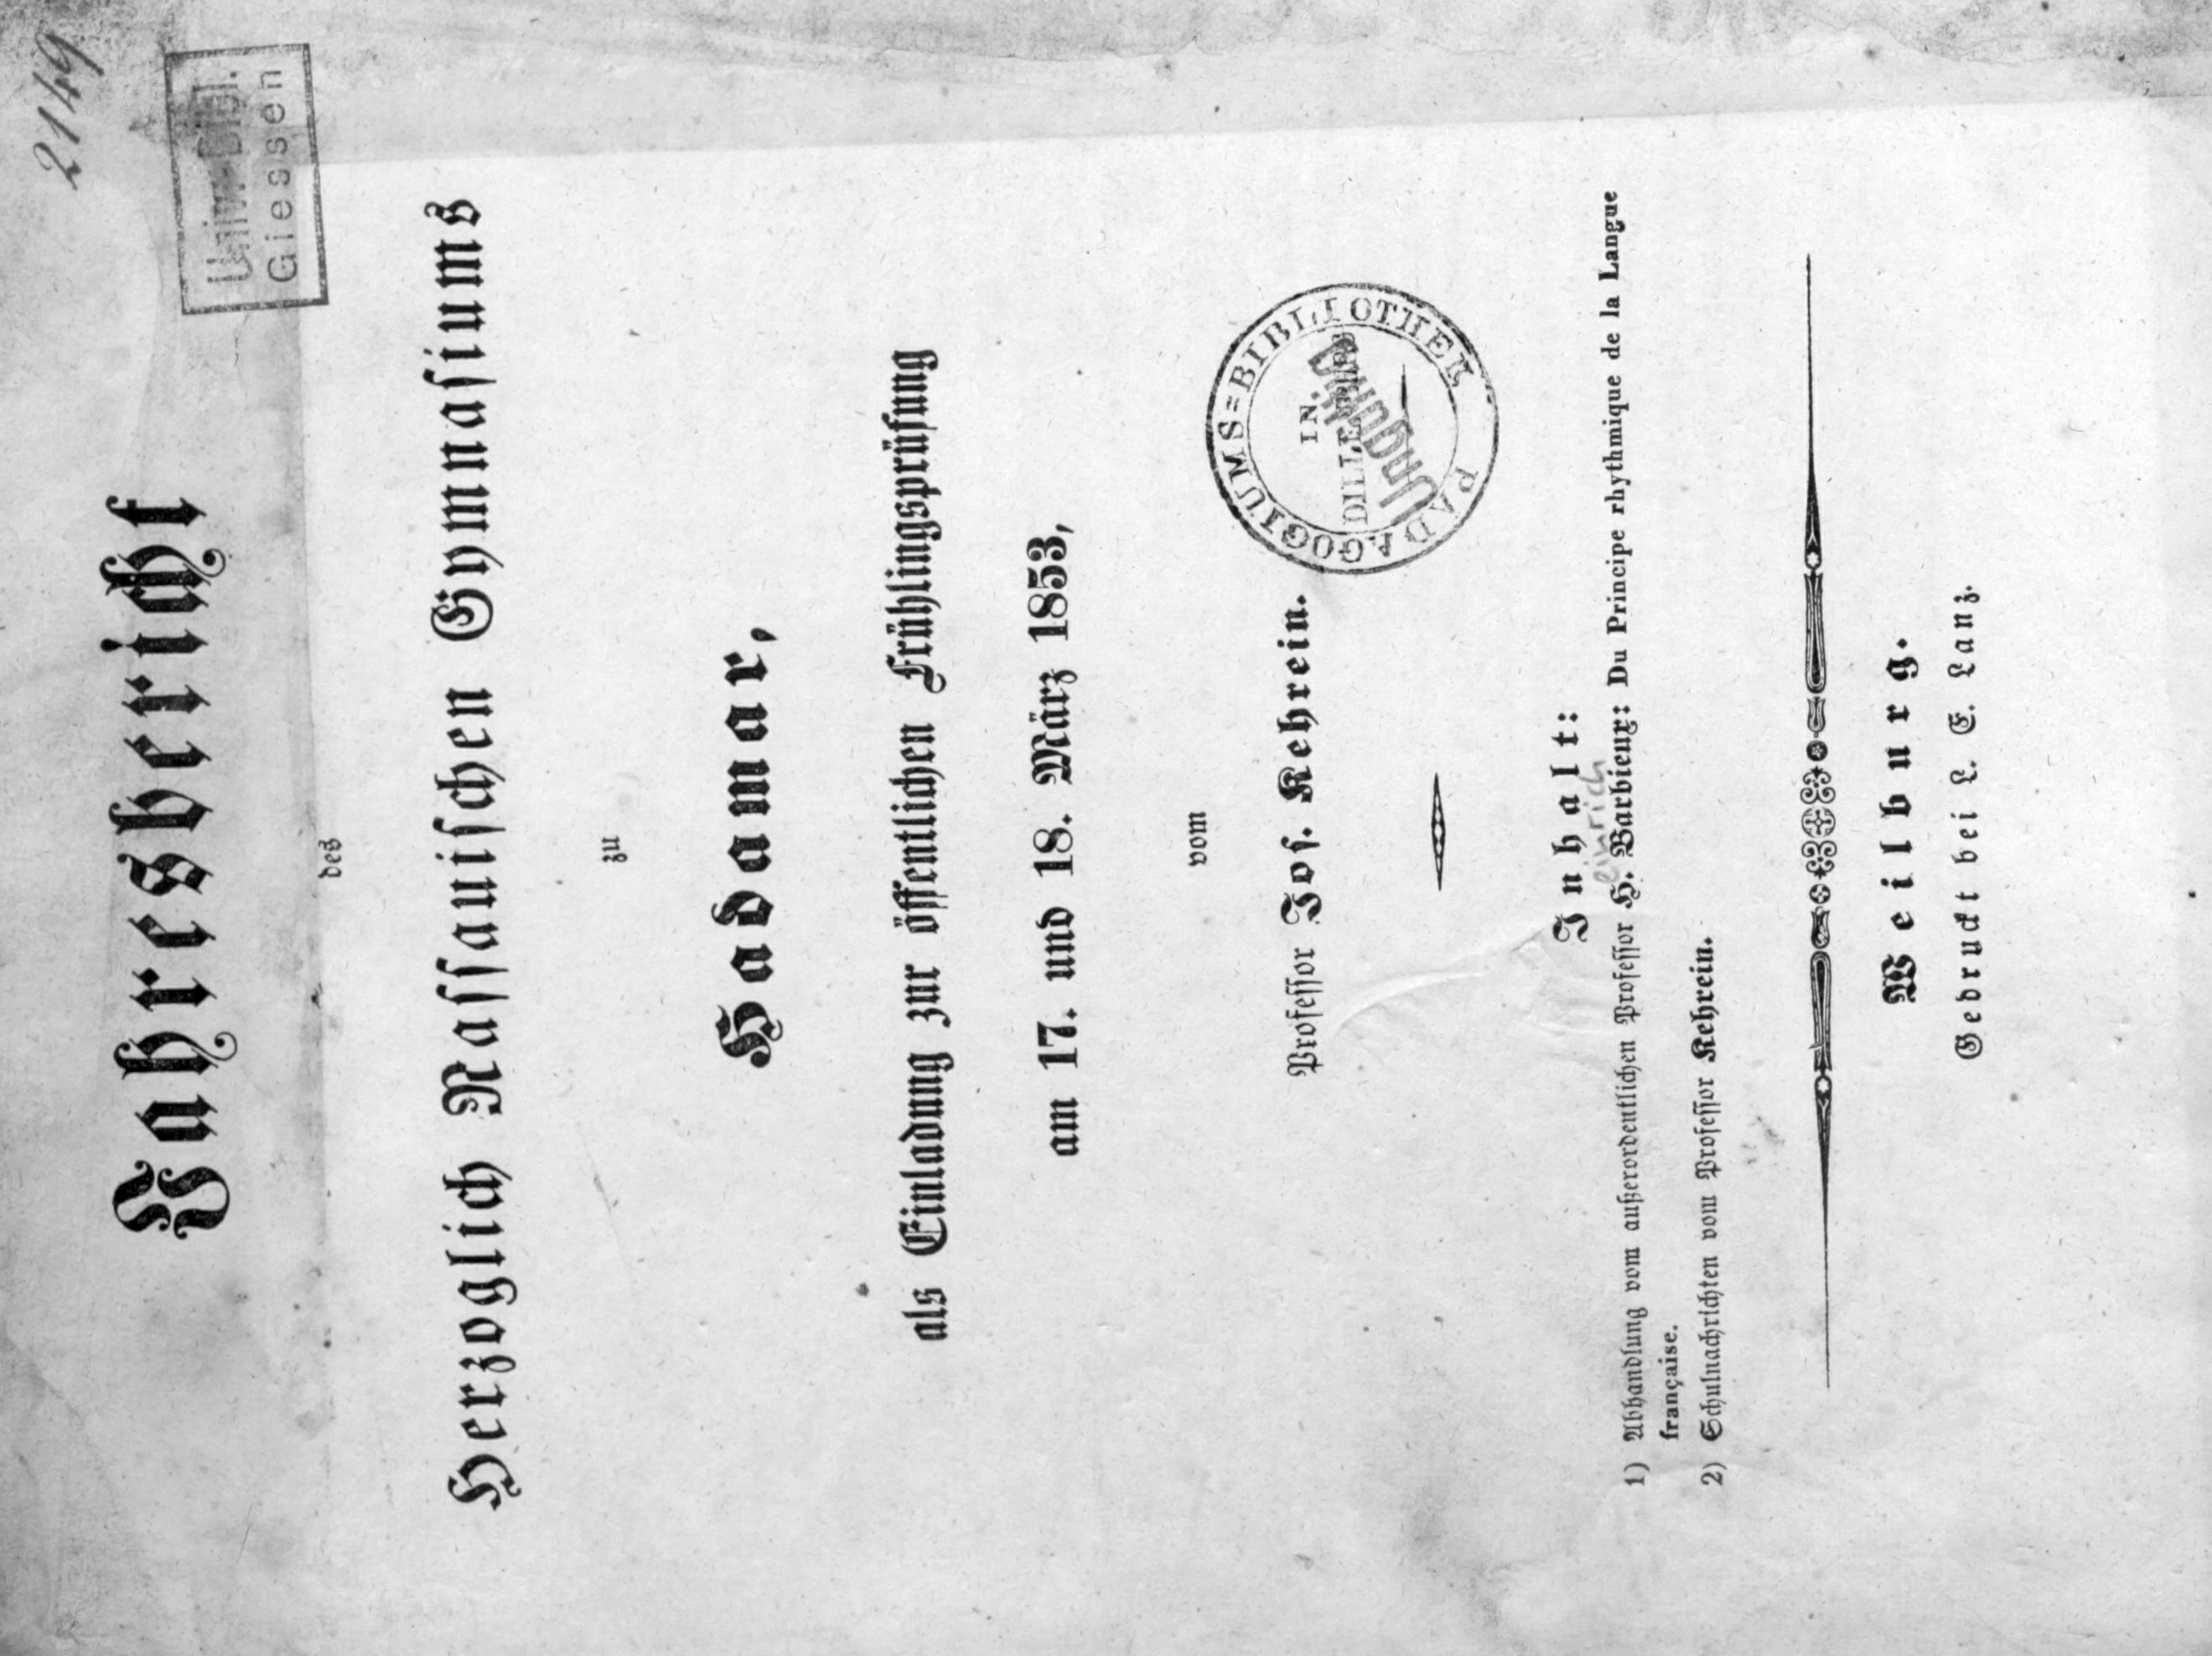 2149
Univ.-Bibl.
Giessen
Jahresbericht
des
Herzoglich Nassauischen Gymnasiums
zu
Hadamar,
als Einladung zur öffentlichen Frühlingsprüfung
am 17. und 18. März 1853,
vom
Professor Jos. Kehrein.
PÄDAGOGIUMS=BIBLIOTHEK
IN
Ungültig
Inhalt:
einrich
1) Abhandlung vom außerordentlichen Professor H. Barbieux: Du Principe rhythmique de la Langue
française.
2) Schulnachrichten vom Professor Kehrein.
Weilburg.
Gedruckt bei L. E. Lanz.